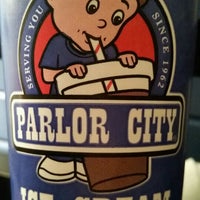 SERVING YOU
SINCE 1962
PARLOR CITY
ICE CREAM